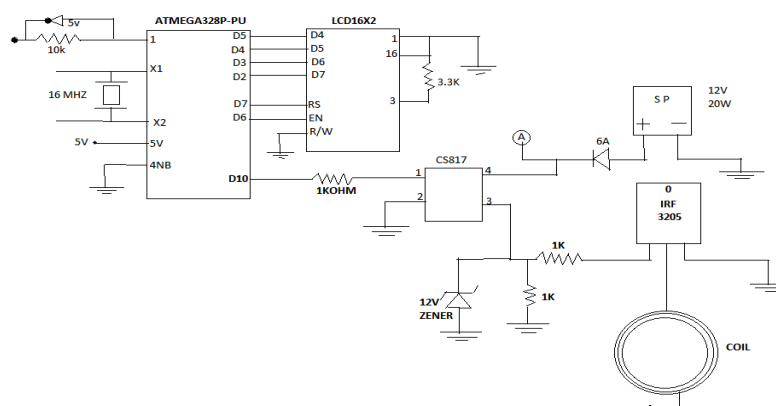 ATMEGA328P-PU
LCD16X2
5v
10k
1
X1
16 MHZ
X2
5V
5V
4NB
D5
D4
D3
D2
D7
D6
D10
D4
D5
D6
D7
RS
EN
R/W
1
16
3
3.3K
1KOHM
CS817
1
2
4
3
A
6A
S P
+ −
12V
20W
0
IRF
3205
1K
1K
12V
ZENER
COIL